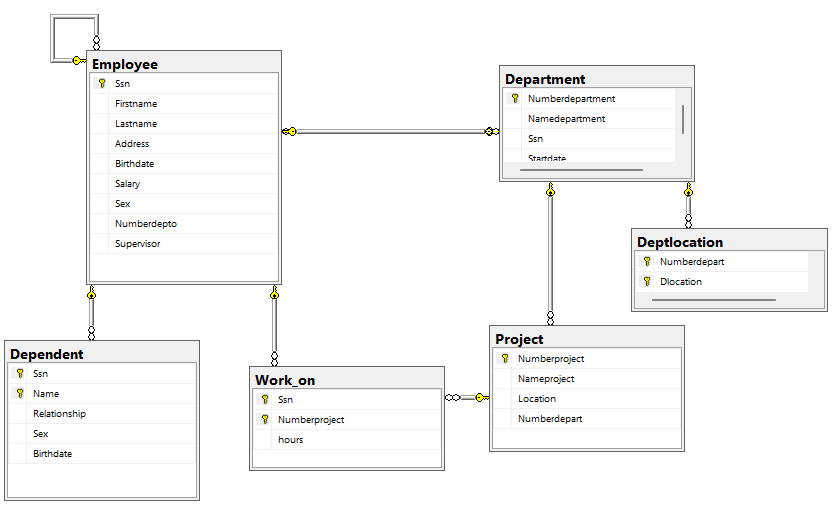 Employee
Ssn
Firstname
Lastname
Address
Birthdate
Salary
Sex
Numberdepto
Supervisor
Department
Numberdepartment
Namedepartment
Ssn
Startdate
Deptlocation
Numberdepart
Dlocation
Dependent
Ssn
Name
Relationship
Sex
Birthdate
Work_on
Ssn
Numberproject
hours
Project
Numberproject
Nameproject
Location
Numberdepart